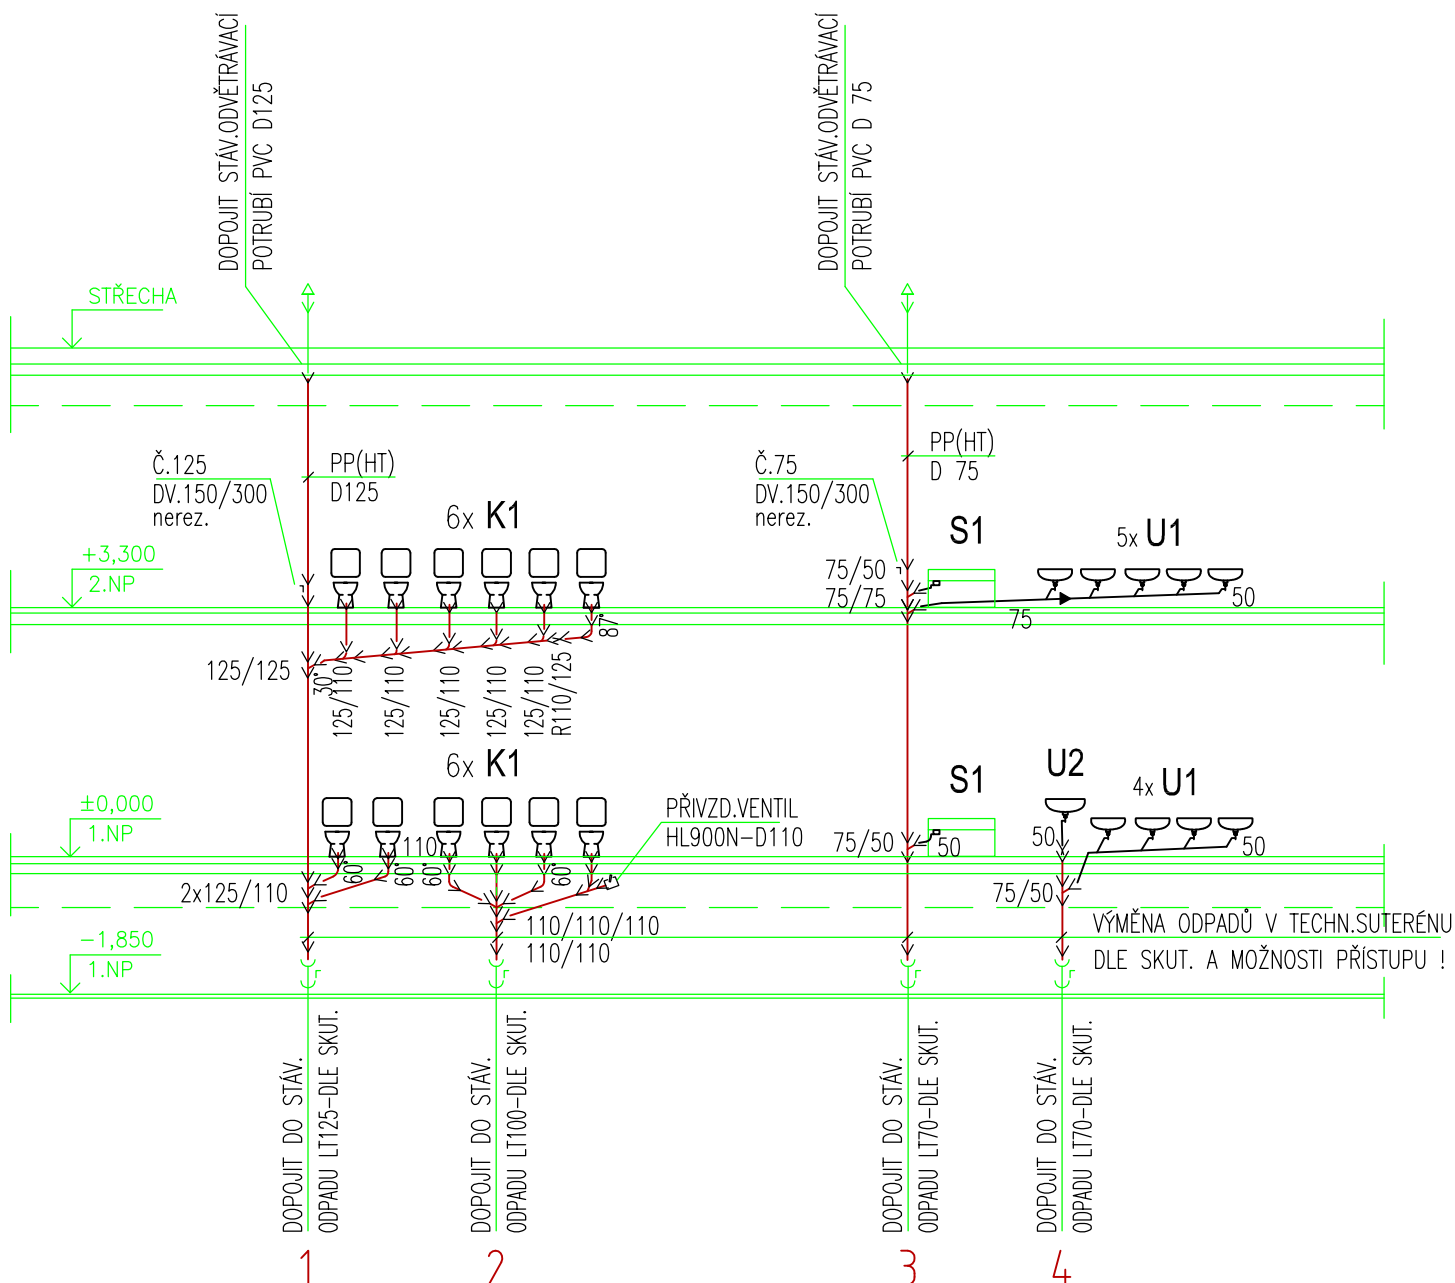 DOPOJIT STÁV.ODVĚTRÁVACÍ
POTRUBÍ PVC D125
DOPOJIT STÁV.ODVĚTRÁVACÍ
POTRUBÍ PVC D 75
STŘECHA
Č.125
DV.150/300
nerez.
PP(HT)
D125
6x K1
Č.75
DV.150/300
nerez.
PP(HT)
D 75
S1
5x U1
+3,300
2.NP
75/50
75/75
75
50
87°
125/125
30°
125/110
125/110
125/110
125/110
125/110
R110/125
6x K1
S1
U2
4x U1
±0,000
1.NP
PŘIVZD.VENTIL
HL900N-D110
110
60°
60°
60°
60°
75/50
50
50
50
2x125/110
75/50
110/110/110
110/110
VÝMĚNA ODPADŮ V TECHN.SUTERÉNU
DLE SKUT. A MOŽNOSTI PŘÍSTUPU !
-1,850
1.NP
DOPOJIT DO STÁV.
ODPADU LT125-DLE SKUT.
DOPOJIT DO STÁV.
ODPADU LT100-DLE SKUT.
DOPOJIT DO STÁV.
ODPADU LT70-DLE SKUT.
DOPOJIT DO STÁV.
ODPADU LT70-DLE SKUT.
1
2
3
4